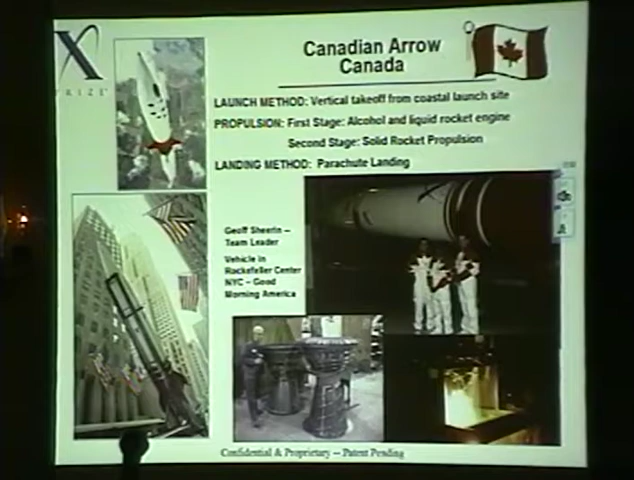 X
PRIZE
Canadian Arrow
Canada
LAUNCH METHOD: Vertical takeoff from coastal launch site
PROPULSION: First Stage: Alcohol and liquid rocket engine
Second Stage: Solid Rocket Propulsion
LANDING METHOD: Parachute Landing
Geoff Sheerin –
Team Leader
Vehicle in
Rockefeller Center
NYC – Good
Morning America
Confidential & Proprietary – Patent Pending